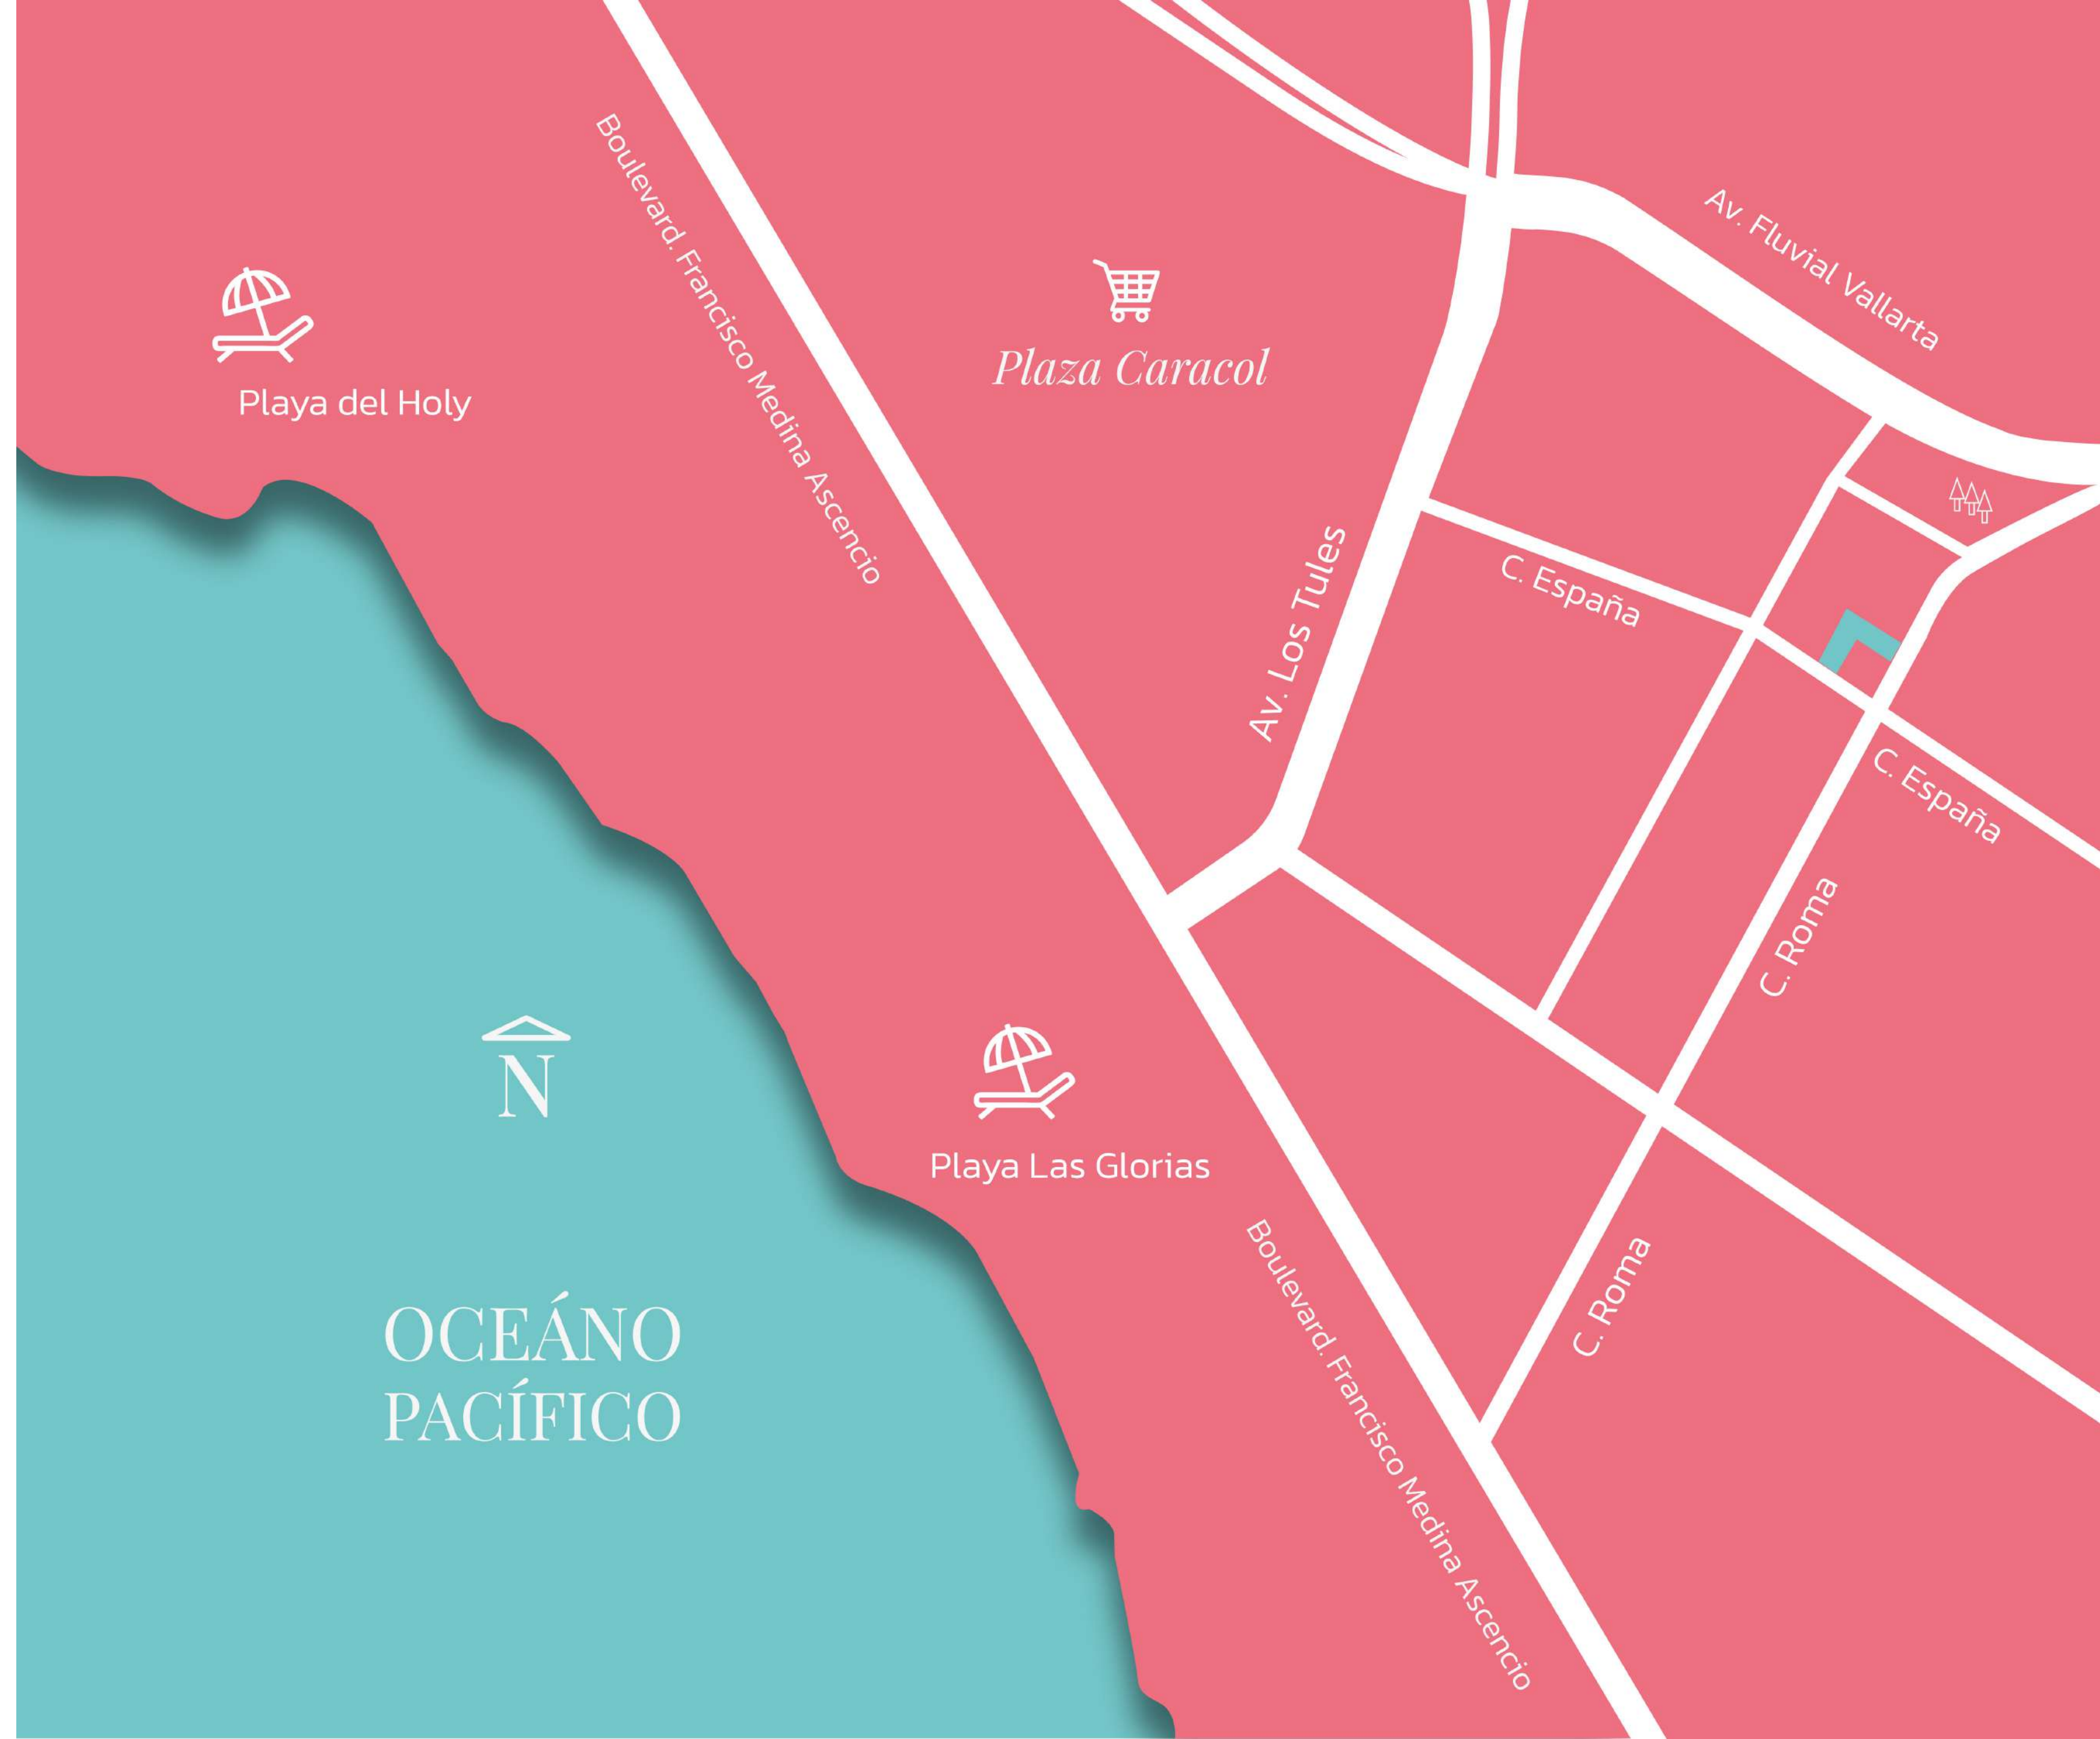 Boulevard. Francisco Medina Ascencio
Av. Fluvial Vallarta
Plaza Caracol
Playa del Holy
Av. Los Tules
C. España
C. España
C. Roma
N
Playa Las Glorias
Boulevard. Francisco Medina Ascencio
C. Roma
OCEÁNO
PACÍFICO